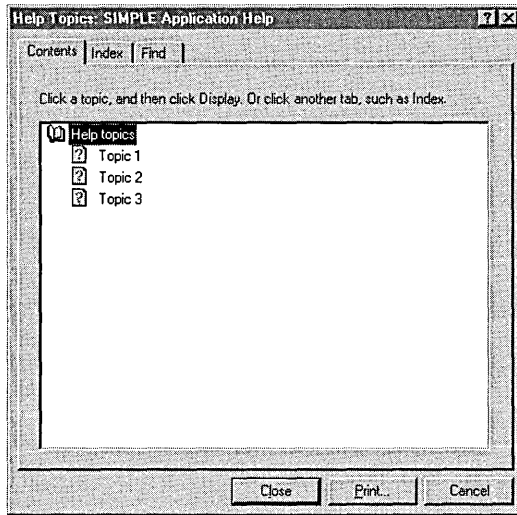 Help Topics: SIMPLE Application Help
Contents Index Find
Click a topic, and then click Display. Or click another tab, such as Index.
Help topics
Topic 1
Topic 2
Topic 3
Close Print... Cancel